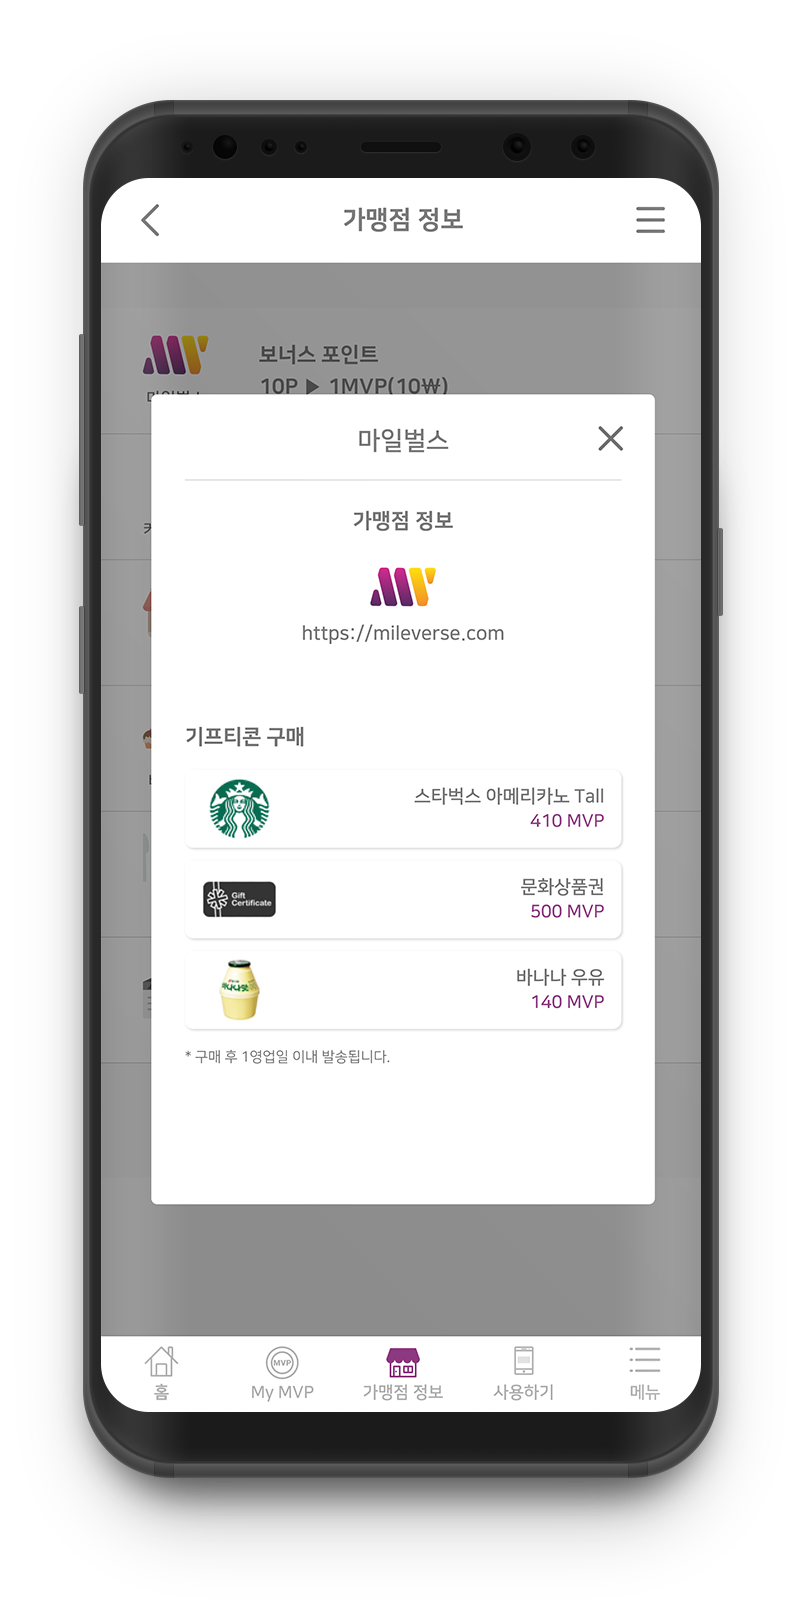 가맹점 정보
보너스 포인트
10P ▶ 1MVP(10₩)
마일벌스
가맹점 정보
https://mileverse.com
기프티콘 구매
스타벅스 아메리카노 Tall
410 MVP
Gift
Certificate
문화상품권
500 MVP
바나나 우유
140 MVP
* 구매 후 1영업일 이내 발송됩니다.
MVP
홈
My MVP
가맹점 정보
사용하기
메뉴